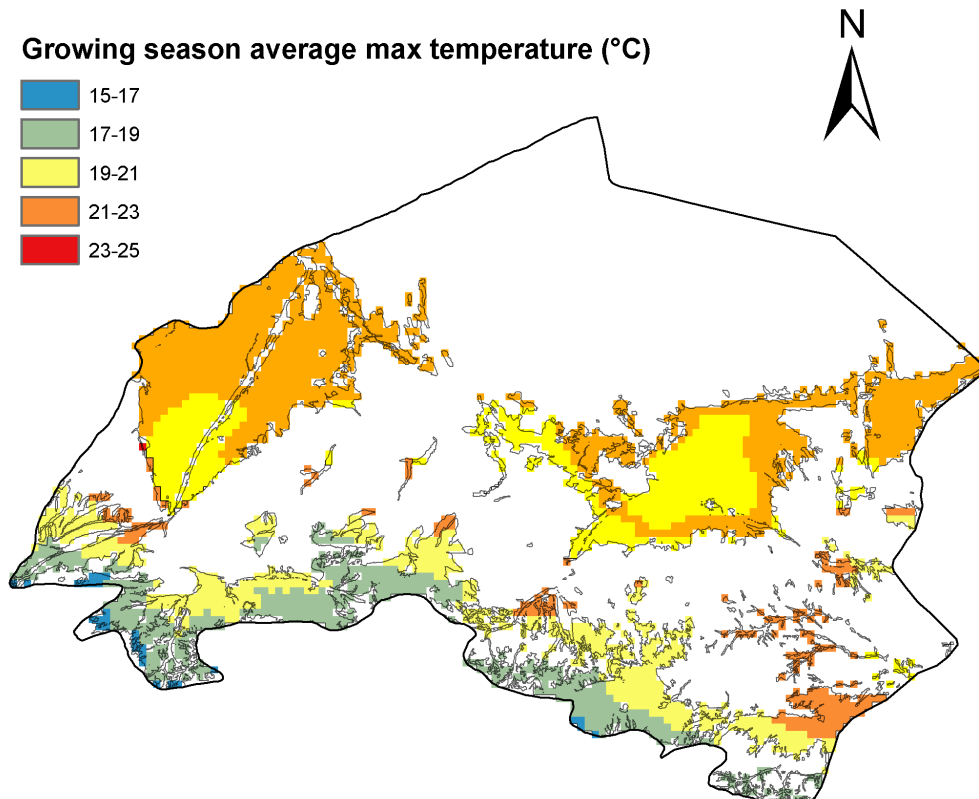 N
Growing season average max temperature (°C)
15-17
17-19
19-21
21-23
23-25